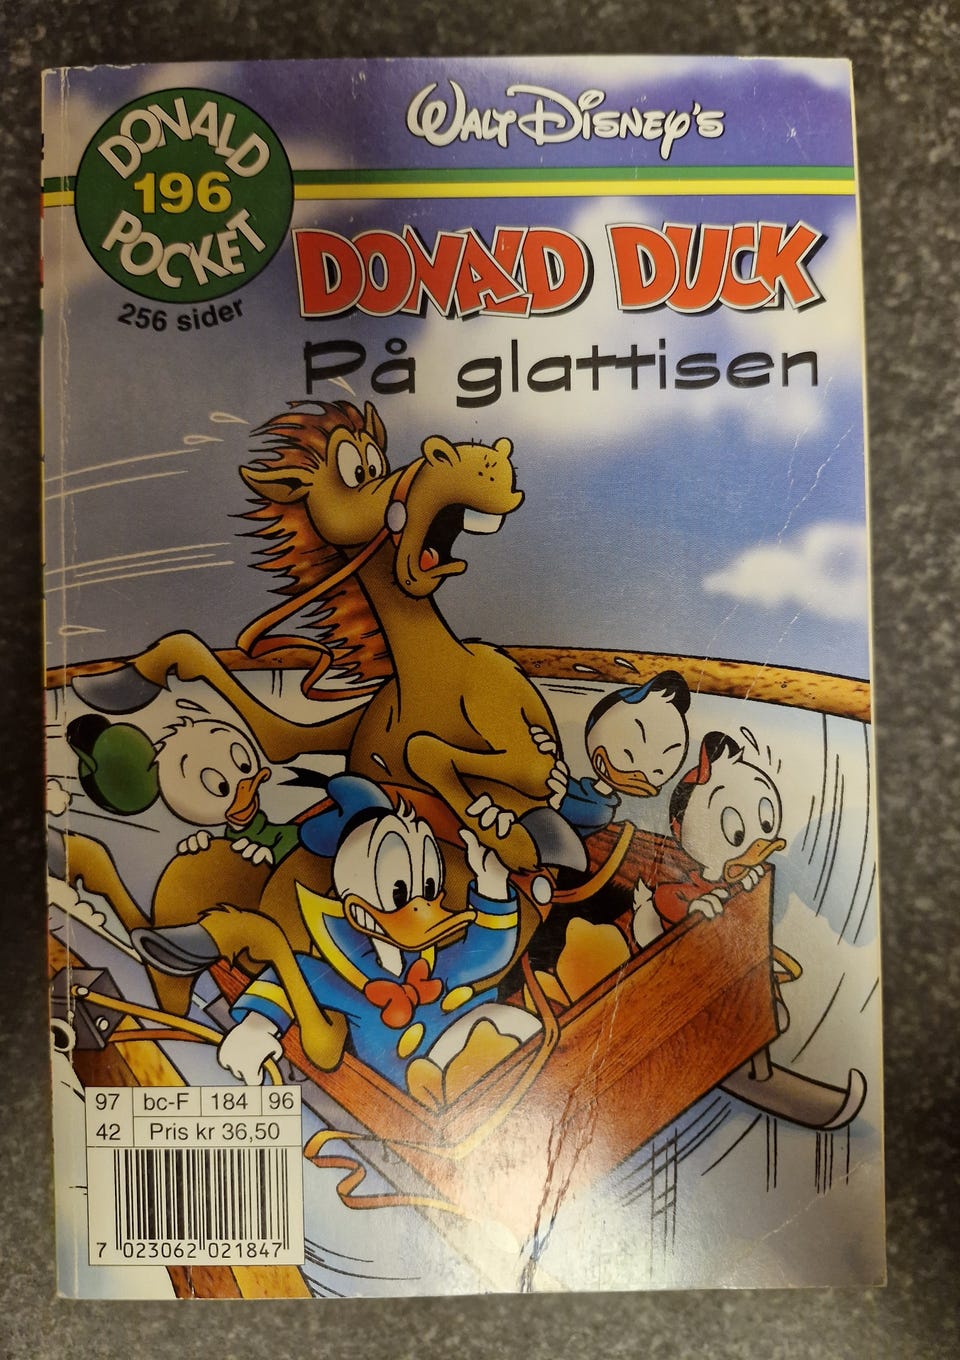 WALT DISNEY'S
DONALD
196
POCKET
256 sider
DONALD DUCK
På glattisen
97 bc-F 184 96
42 Pris kr 36,50
7 023062 021847